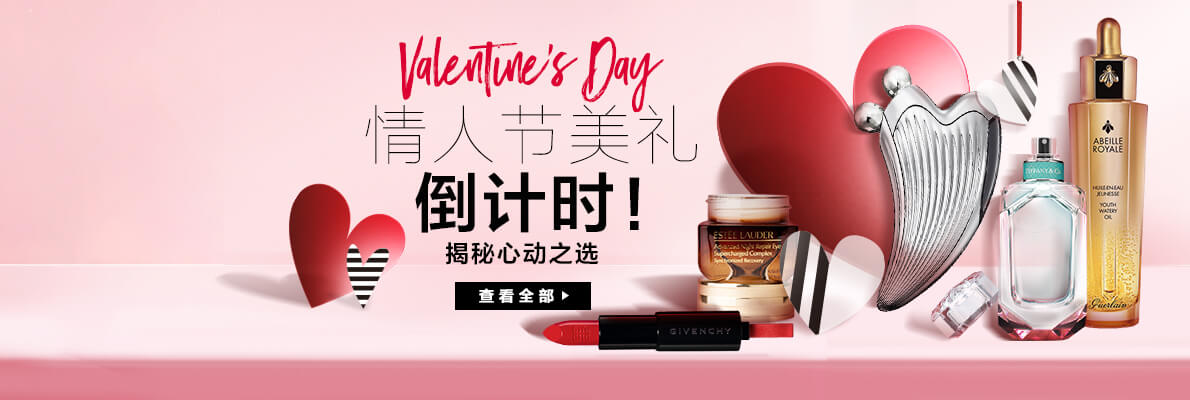 Valentine's Day
情人节美礼
倒计时！
揭秘心动之选
查看全部
ESTĒE LAUDER
Advanced Night Repair Eye
Supercharged Complex
Synchronized Recovery
GIVENCHY
TIFFANY & CO.
ABEILLE
ROYALE
HUILE-EN-EAU
JEUNESSE
YOUTH
WATERY
OIL
Guerlain